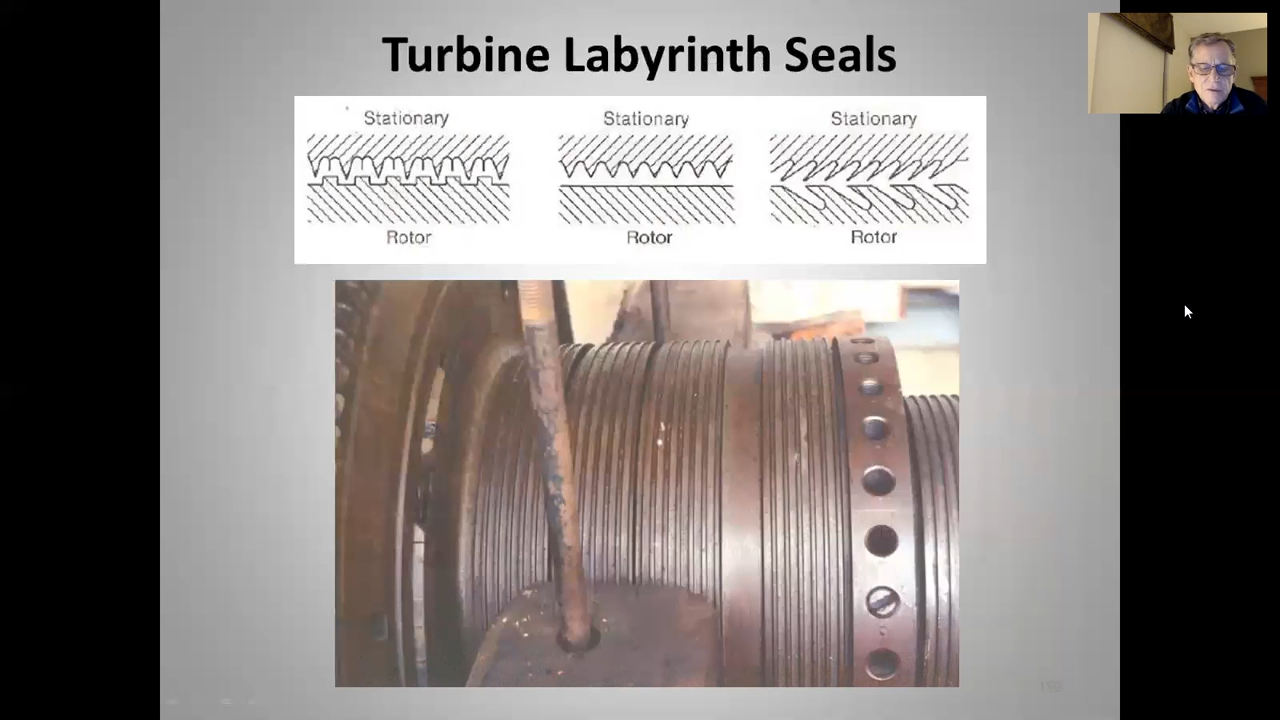 Turbine Labyrinth Seals
Stationary
Stationary
Stationary
Rotor
Rotor
Rotor